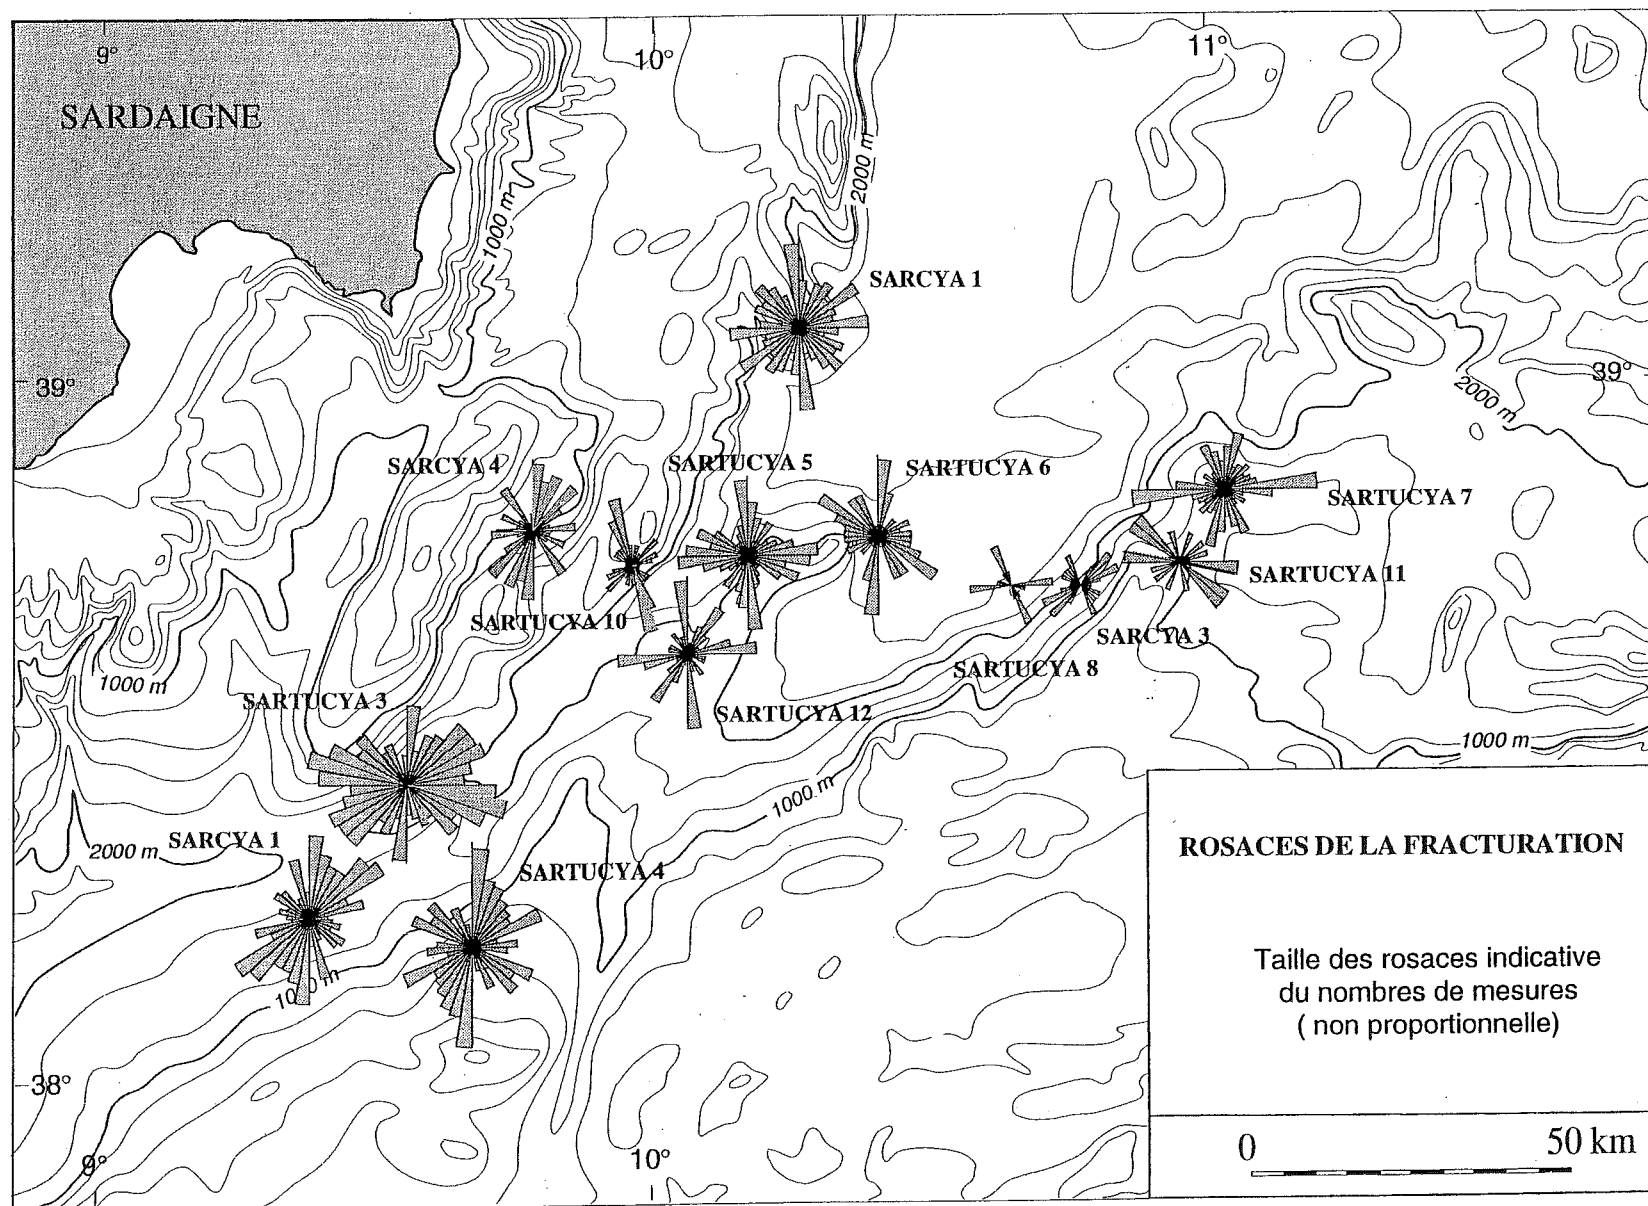 9°
10°
11°
SARDAIGNE
2000 m
1000 m
SARCYA 1
39°
39°
2000 m
SARCYA 4
SARTUCYA 5
SARTUCYA 6
SARTUCYA 7
SARTUCYA 11
SARTUCYA 10
SARCYA 3
SARTUCYA 8
1000 m
SARTUCYA 3
SARTUCYA 12
1000 m
1000 m
SARCYA 1
2000 m
SARTUCYA 4
1000 m
ROSACES DE LA FRACTURATION
Taille des rosaces indicative
du nombres de mesures
( non proportionnelle)
38°
9°
10°
0 50 km